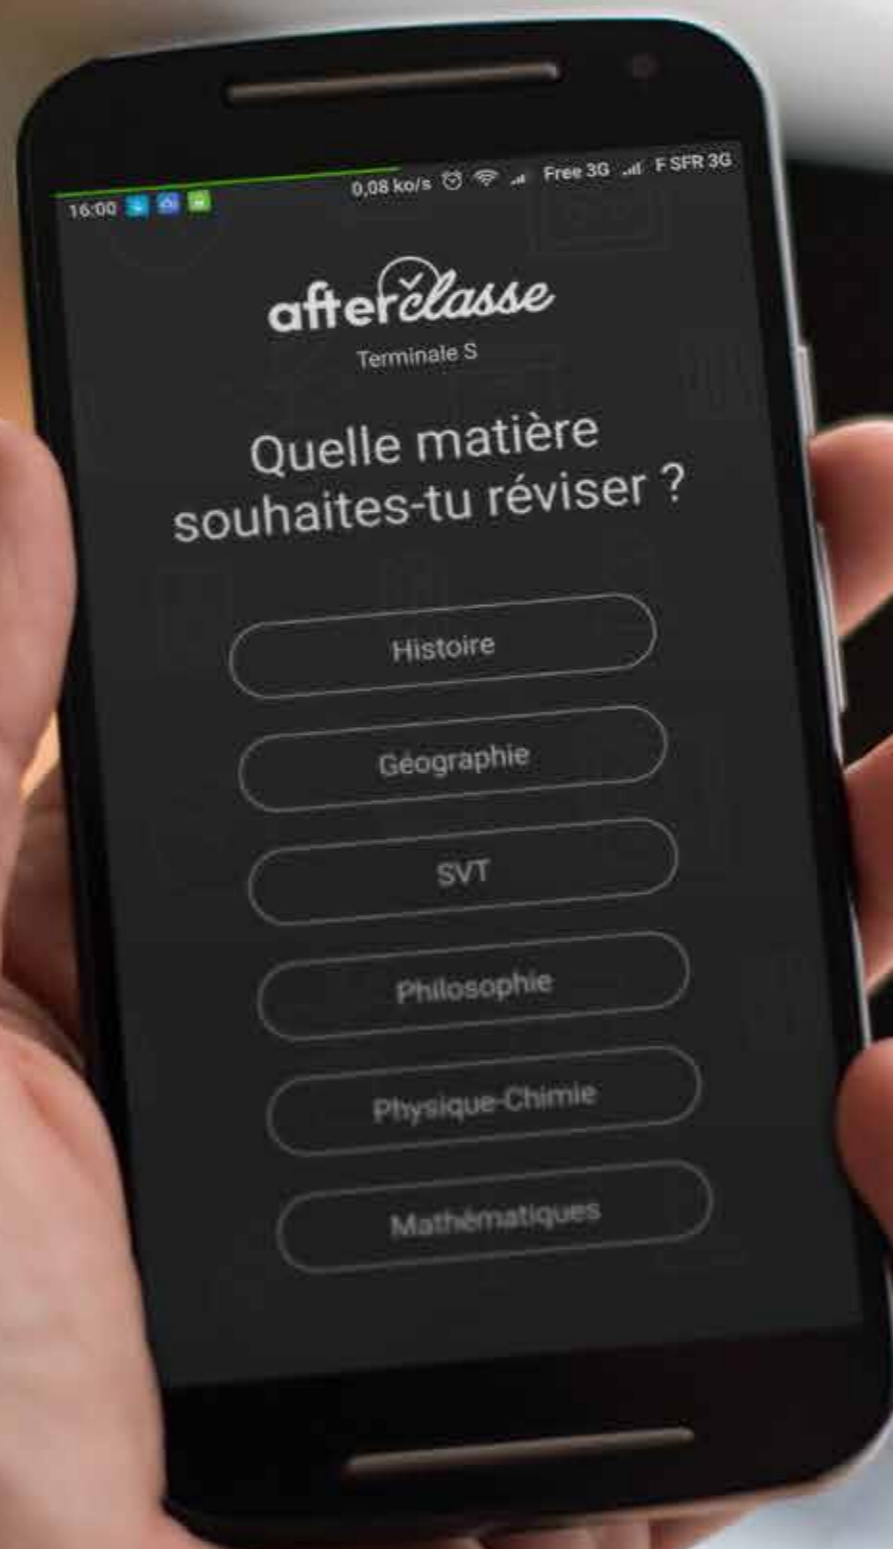 16:00 0,08 ko/s Free 3G F SFR 3G
afterclasse
Terminale S
Quelle matière
souhaites-tu réviser ?
Histoire
Géographie
SVT
Philosophie
Physique-Chimie
Mathématiques